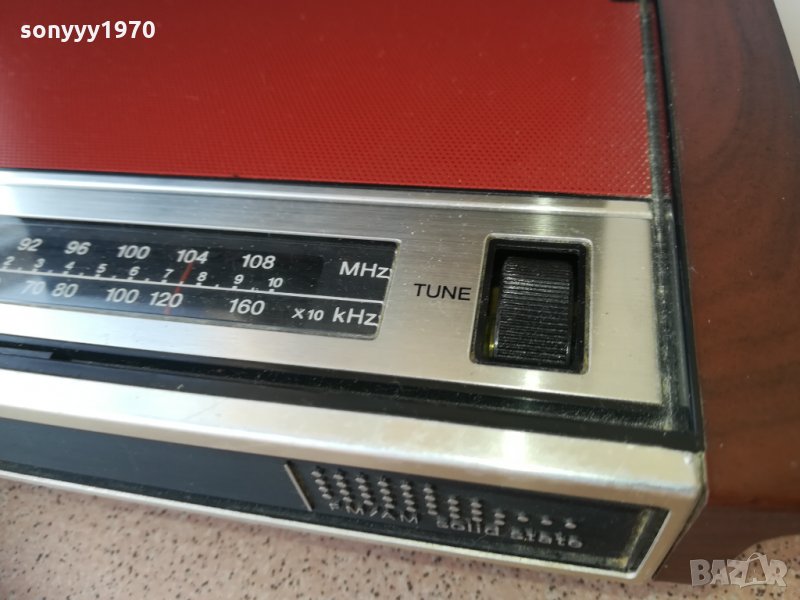 sonyyy1970
92 96 100 104 108 MHz
2 3 4 5 6 7 8 9 10
70 80 100 120 160 x10 kHz
TUNE
FM/AM solid state
BAZAR